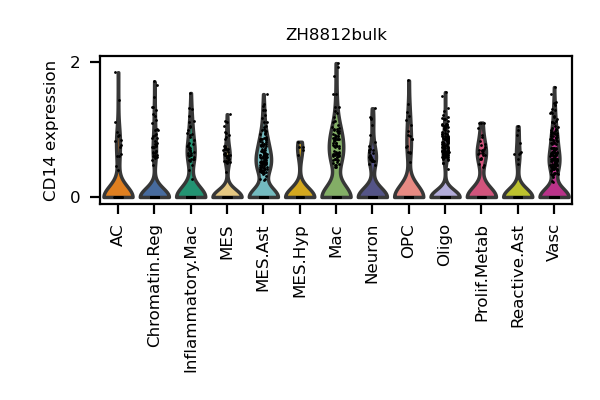 ZH8812bulk
CD14 expression
2
0
AC
Chromatin.Reg
Inflammatory.Mac
MES
MES.Ast
MES.Hyp
Mac
Neuron
OPC
Oligo
Prolif.Metab
Reactive.Ast
Vasc